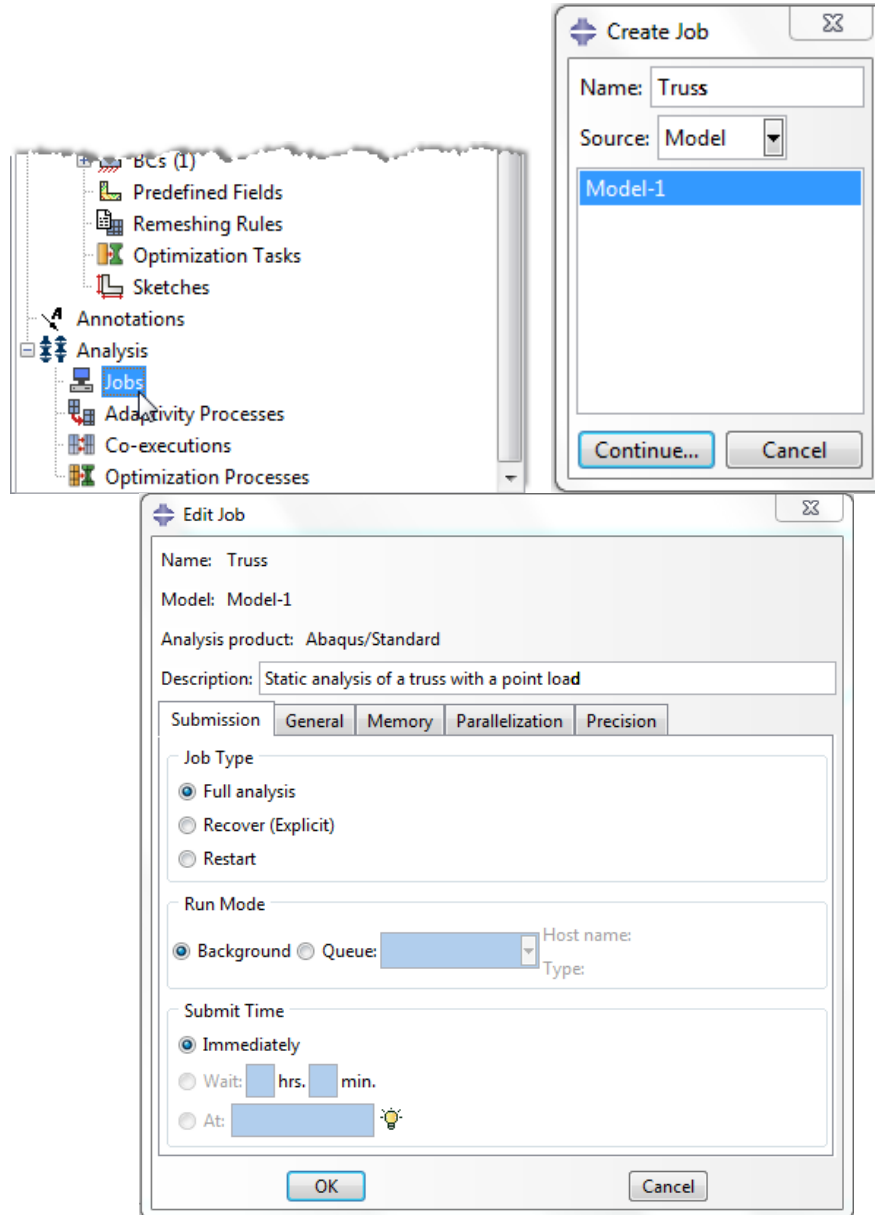 BCs (1)
Predefined Fields
Remeshing Rules
Optimization Tasks
Sketches
Annotations
Analysis
Jobs
Adaptivity Processes
Co-executions
Optimization Processes
Create Job
Name: Truss
Source: Model
Model-1
Continue... Cancel
Edit Job
Name: Truss
Model: Model-1
Analysis product: Abaqus/Standard
Description: Static analysis of a truss with a point load
Submission General Memory Parallelization Precision
Job Type
Full analysis
Recover (Explicit)
Restart
Run Mode
Background Queue: Host name:
Type:
Submit Time
Immediately
Wait: hrs. min.
At:
OK Cancel